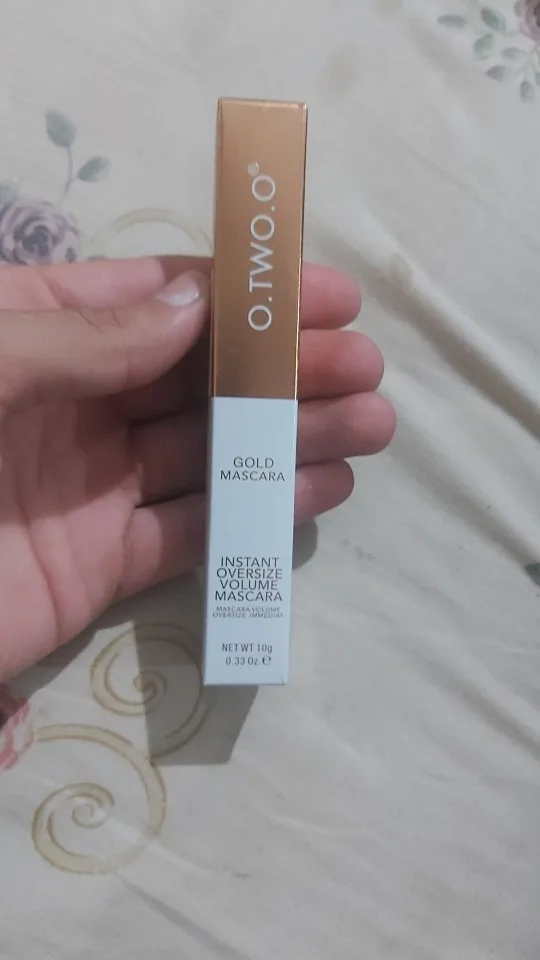 O.TWO.O®
GOLD
MASCARA
INSTANT
OVERSIZE
VOLUME
MASCARA
MASCARA VOLUME
OVERSIZE IMMEDIAT
NET WT 10g
0.33 Oz. ℮